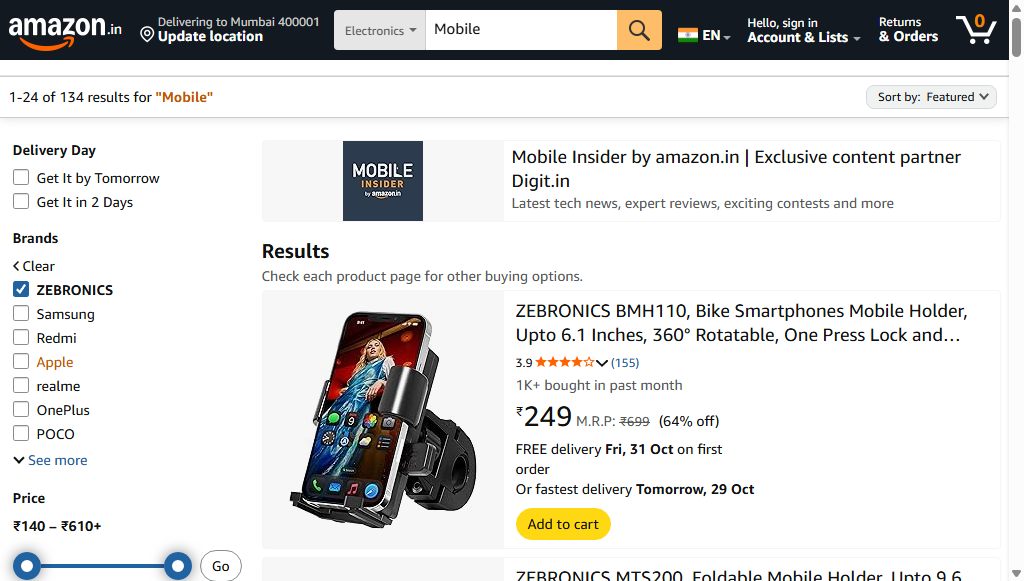 amazon.in
Delivering to Mumbai 400001
Update location
Electronics
Mobile
EN
Hello, sign in
Account & Lists
Returns
& Orders
0
1-24 of 134 results for "Mobile"
Sort by: Featured
Delivery Day
Get It by Tomorrow
Get It in 2 Days
Brands
Clear
ZEBRONICS
Samsung
Redmi
Apple
realme
OnePlus
POCO
See more
Price
₹140 – ₹610+
Go
MOBILE
INSIDER
by amazon.in
Mobile Insider by amazon.in | Exclusive content partner
Digit.in
Latest tech news, expert reviews, exciting contests and more
Results
Check each product page for other buying options.
ZEBRONICS BMH110, Bike Smartphones Mobile Holder,
Upto 6.1 Inches, 360° Rotatable, One Press Lock and…
3.9 (155)
1K+ bought in past month
₹249 M.R.P: ₹699 (64% off)
FREE delivery Fri, 31 Oct on first
order
Or fastest delivery Tomorrow, 29 Oct
Add to cart
ZEBRONICS MTS200, Foldable Mobile Holder, Upto 9.6